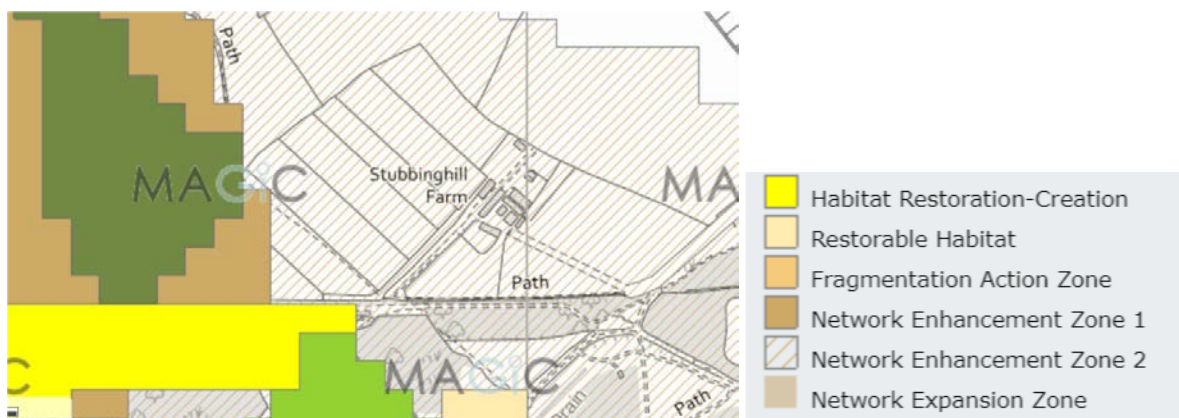 Path
MAGiC
Stubbinghill
Farm
MA
Path
C
MAGiC
Path
Habitat Restoration-Creation
Restorable Habitat
Fragmentation Action Zone
Network Enhancement Zone 1
Network Enhancement Zone 2
Network Expansion Zone